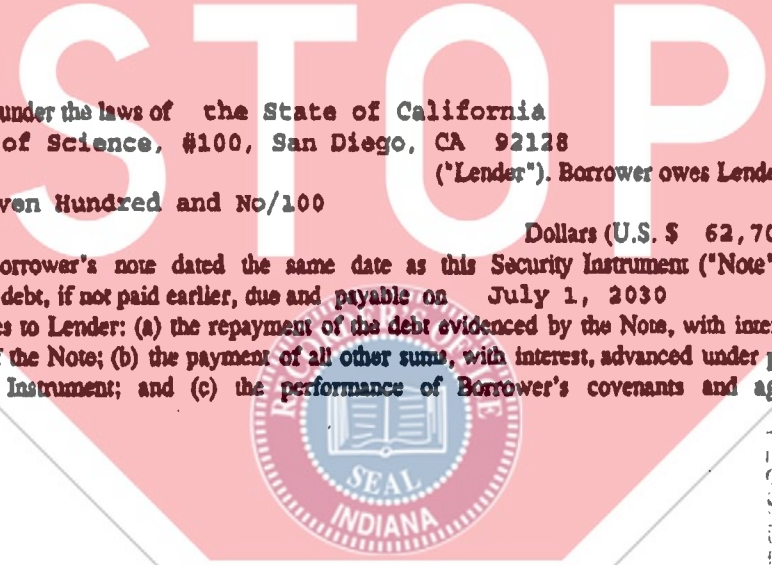 STOP
under the laws of the State of California
of Science, #100, San Diego, CA 92128
("Lender"). Borrower owes Lende
ven Hundred and No/100
Dollars (U.S. $ 62,70
orrower's note dated the same date as this Security Instrument ("Note"
debt, if not paid earlier, due and payable on July 1, 2030
es to Lender: (a) the repayment of the debt evidenced by the Note, with inter
f the Note; (b) the payment of all other sums, with interest, advanced under p
Instrument; and (c) the performance of Borrower's covenants and ag
RECORDER'S OFFICE
SEAL
INDIANA